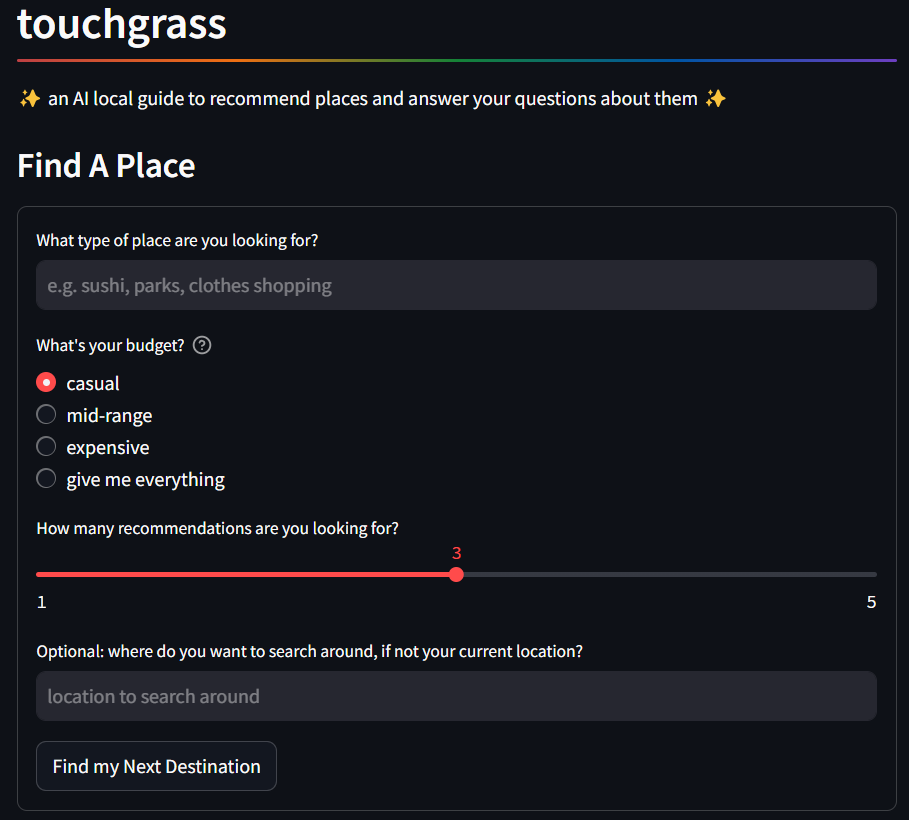 touchgrass
✨ an AI local guide to recommend places and answer your questions about them ✨
Find A Place
What type of place are you looking for?
e.g. sushi, parks, clothes shopping
What's your budget? ?
casual
mid-range
expensive
give me everything
How many recommendations are you looking for?
3
1 5
Optional: where do you want to search around, if not your current location?
location to search around
Find my Next Destination